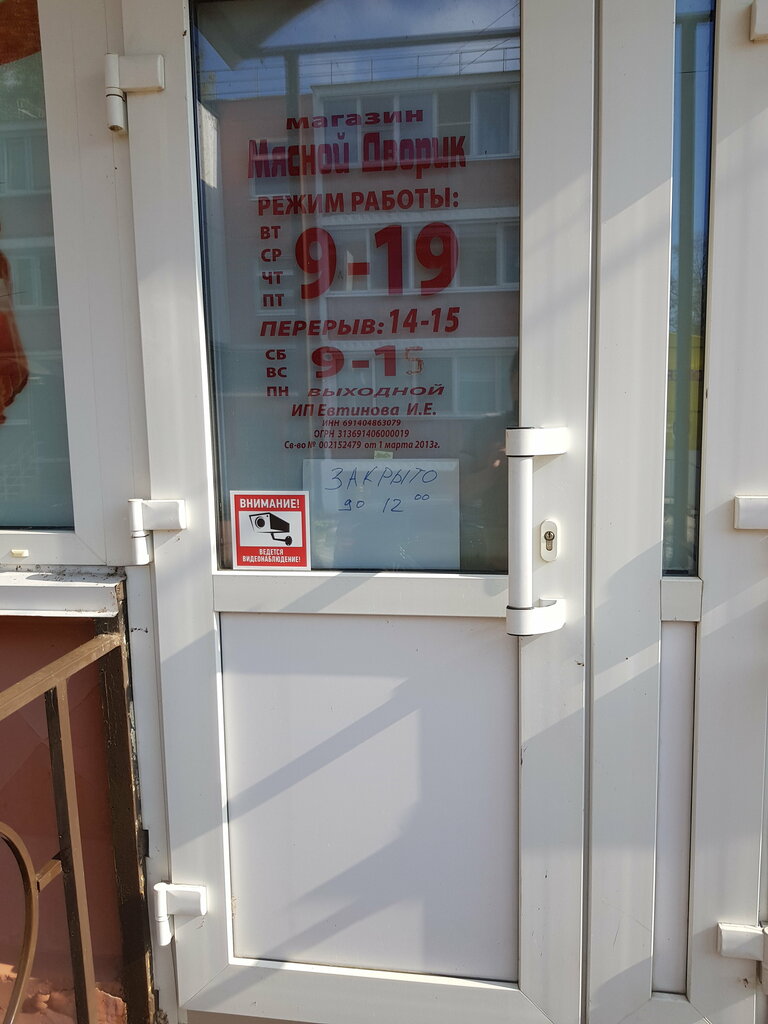 магазин
Мясной Дворик
РЕЖИМ РАБОТЫ:
ВТ
СР
ЧТ
ПТ
9-19
ПЕРЕРЫВ: 14-15
СБ
ВС
9-15
ПН ВЫХОДНОЙ
ИП Евтинова И.Е.
ИНН 691404863079
ОГРН 313691406000019
Св-во № 002152479 от 1 марта 2013г.
ЗАКРЫТО
до 12 00
ВНИМАНИЕ!
ВЕДЕТСЯ
ВИДЕОНАБЛЮДЕНИЕ!